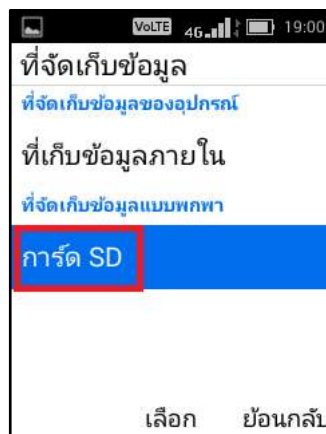 VoLTE 4G 19:00
ที่จัดเก็บข้อมูล
ที่จัดเก็บข้อมูลของอุปกรณ์
ที่เก็บข้อมูลภายใน
ที่จัดเก็บข้อมูลแบบพกพา
การ์ด SD
เลือก ย้อนกลับ